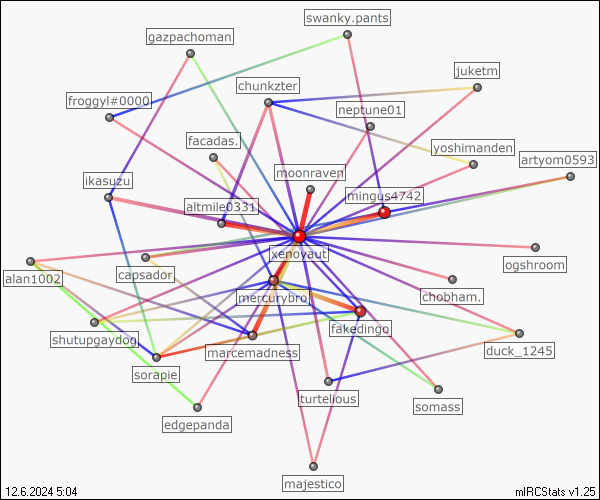 swanky.pants
gazpachoman
juketm
chunkzter
froggyl#0000
neptune01
facadas.
yoshimanden
artyom0593
moonraven
ikasuzu
mingus4742
altmile0331
xenovaut
ogshroom
alan1002
capsador
chobham.
mercurybro
fakedingo
shutupgaydog
marcemadness
duck_1245
sorapie
turtelious
somass
edgepanda
majestico
12.6.2024 5:04
mIRCStats v1.25